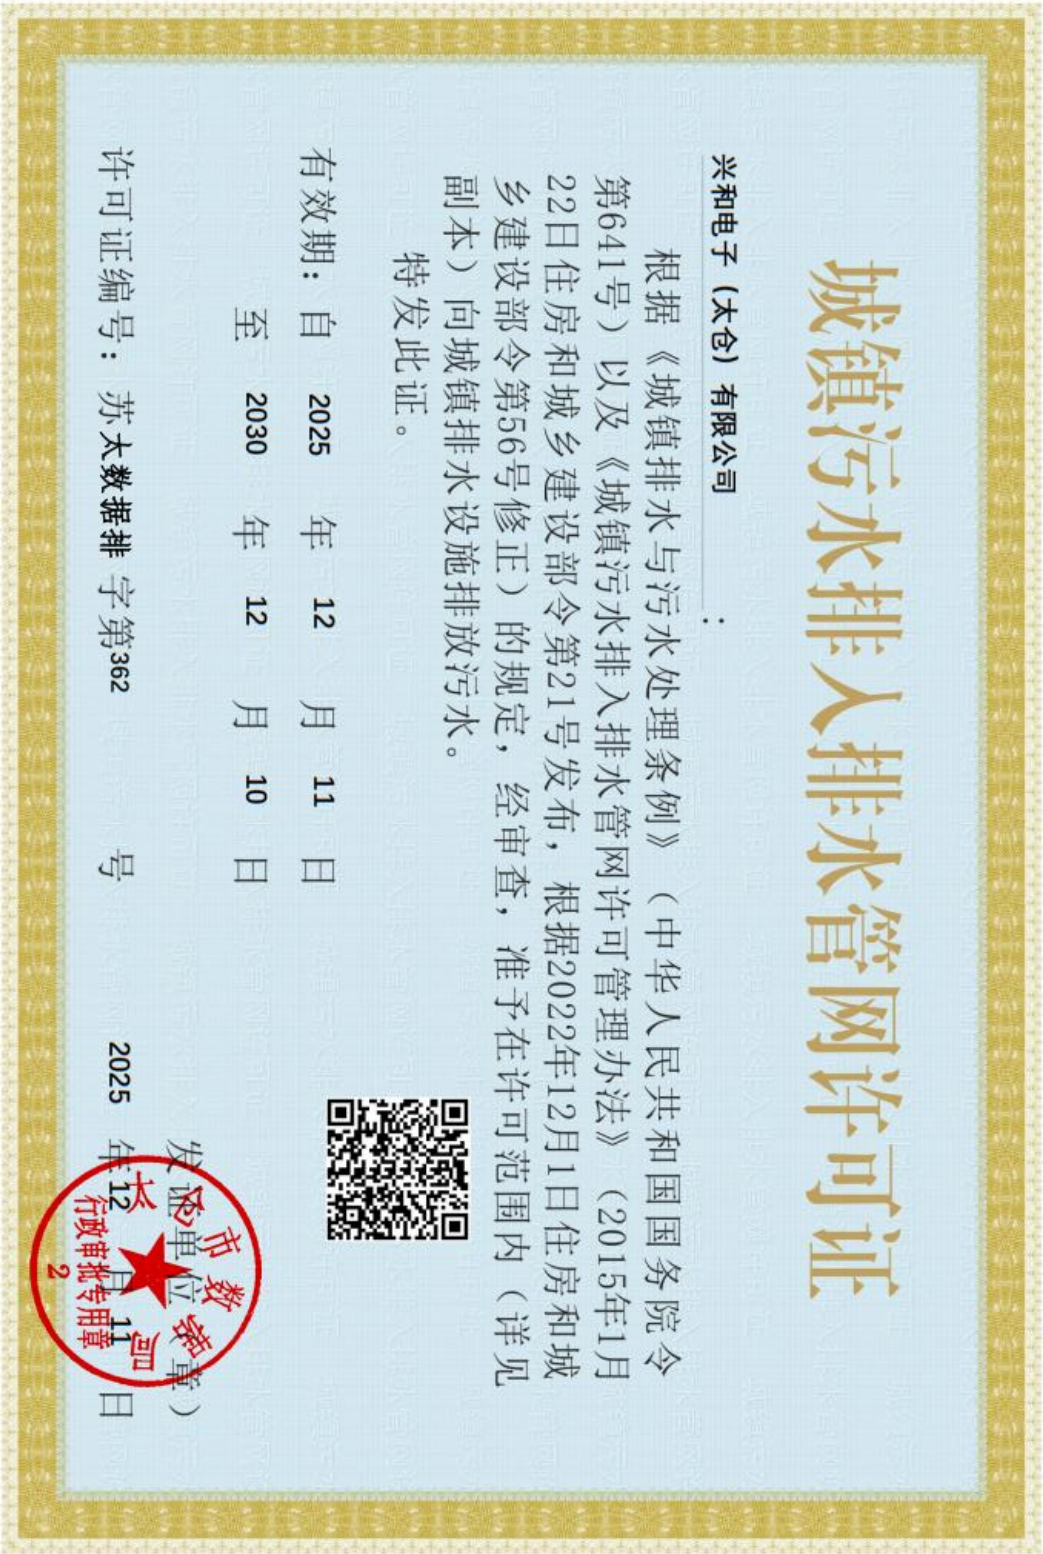 城镇污水排入排水管网许可证
兴和电子（太仓）有限公司 :
根据《城镇排水与污水处理条例》（中华人民共和国国务院令
第641号）以及《城镇污水排入排水管网许可管理办法》（2015年1月
22日住房和城乡建设部令第21号发布，根据2022年12月1日住房和城
乡建设部令第56号修正）的规定，经审查，准予在许可范围内（详见
副本）向城镇排水设施排放污水。
特发此证。
有效期：自 2025 年 12 月 11 日
至 2030 年 12 月 10 日
发证单位（章）
许可证编号：苏太数据排 字第362 号
2025 年 12 月 11 日
太仓市数据局
行政审批专用章
2